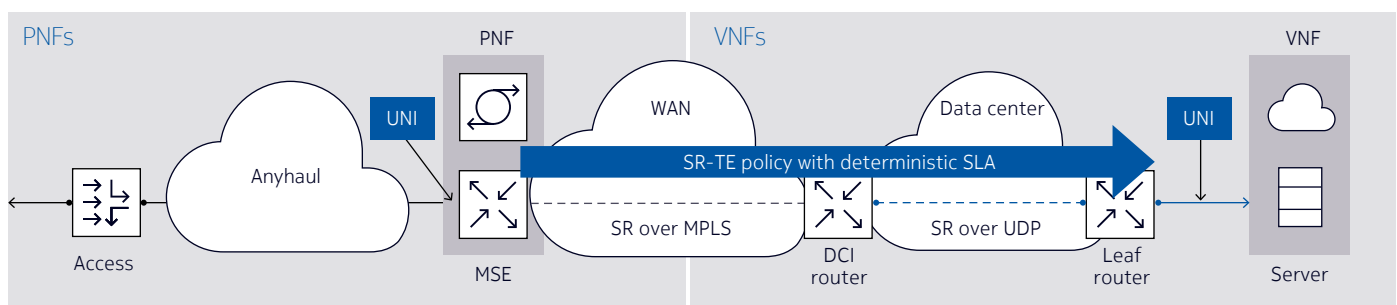 PNFs
VNFs
PNF
VNF
UNI
WAN
Data center
UNI
SR-TE policy with deterministic SLA
Anyhaul
SR over MPLS
SR over UDP
Access
MSE
DCI
router
Leaf
router
Server